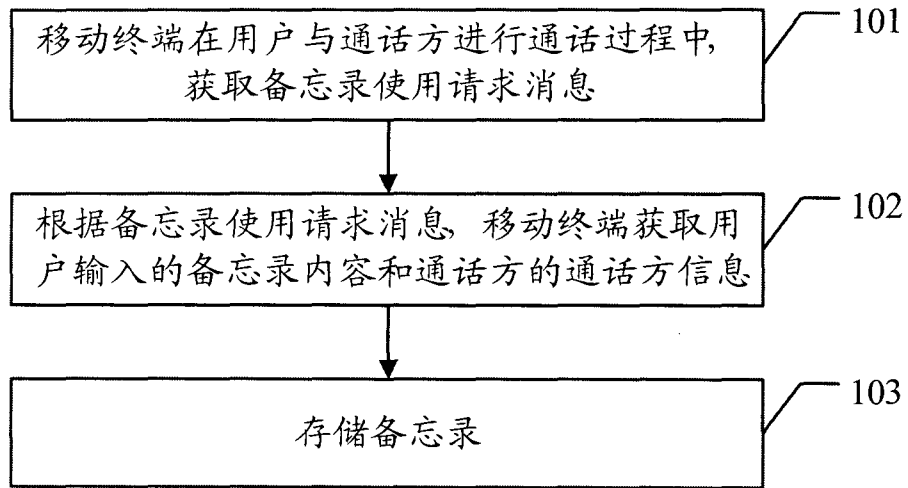 移动终端在用户与通话方进行通话过程中,
获取备忘录使用请求消息
101
根据备忘录使用请求消息, 移动终端获取用
户输入的备忘录内容和通话方的通话方信息
102
存储备忘录
103